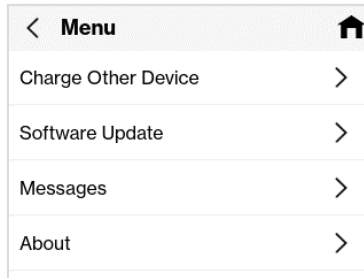 Menu
Charge Other Device
Software Update
Messages
About